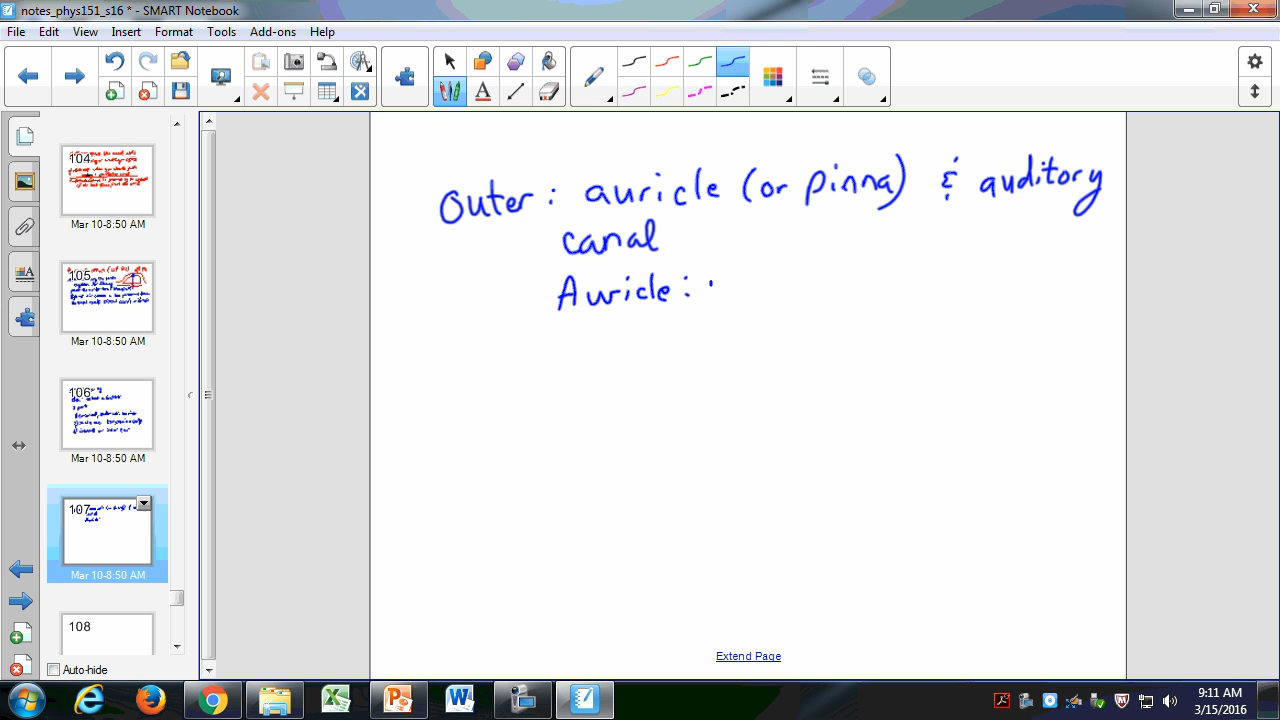 notes_phys151_s16 * - SMART Notebook
File Edit View Insert Format Tools Add-ons Help
104
Mar 10-8:50 AM
105
Mar 10-8:50 AM
106
Mar 10-8:50 AM
107
Mar 10-8:50 AM
108
Auto-hide
Outer: auricle (or pinna) & auditory
canal
Auricle:
Extend Page
9:11 AM
3/15/2016